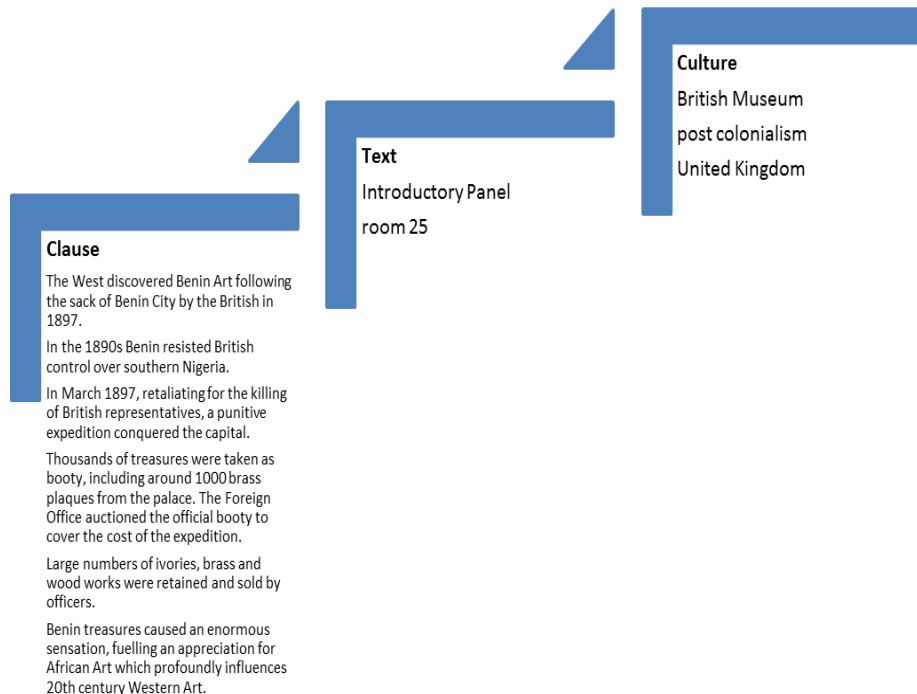 Clause
The West discovered Benin Art following
the sack of Benin City by the British in
1897.
In the 1890s Benin resisted British
control over southern Nigeria.
In March 1897, retaliating for the killing
of British representatives, a punitive
expedition conquered the capital.
Thousands of treasures were taken as
booty, including around 1000 brass
plaques from the palace. The Foreign
Office auctioned the official booty to
cover the cost of the expedition.
Large numbers of ivories, brass and
wood works were retained and sold by
officers.
Benin treasures caused an enormous
sensation, fuelling an appreciation for
African Art which profoundly influences
20th century Western Art.
Text
Introductory Panel
room 25
Culture
British Museum
post colonialism
United Kingdom